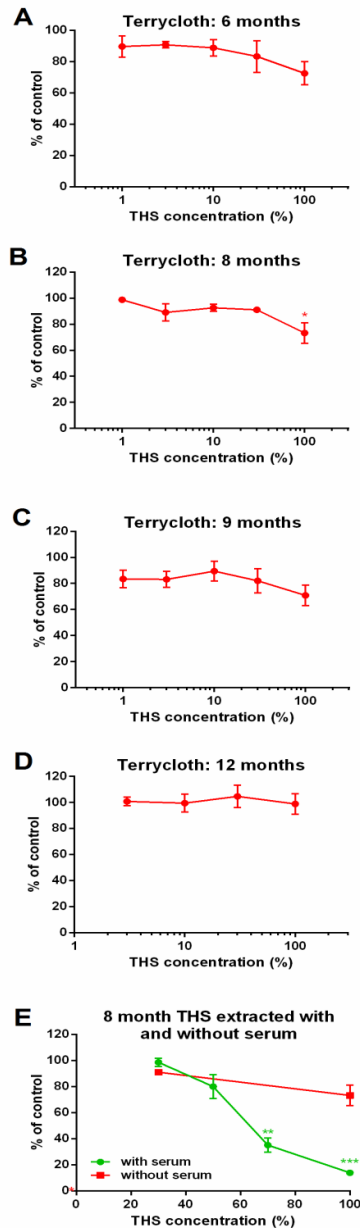 A
Terrycloth: 6 months
% of control
100
80
60
40
20
0
1
10
100
THS concentration (%)
B
Terrycloth: 8 months
% of control
120
100
80
60
40
20
0
*
1
10
100
THS concentration (%)
C
Terrycloth: 9 months
% of control
120
100
80
60
40
20
0
1
10
100
THS concentration (%)
D
Terrycloth: 12 months
% of control
120
100
80
60
40
20
0
1
10
100
THS concentration (%)
E
8 month THS extracted with
and without serum
% of control
120
100
80
60
40
20
0
**
***
with serum
without serum
*
0
20
40
60
80
100
THS concentration (%)